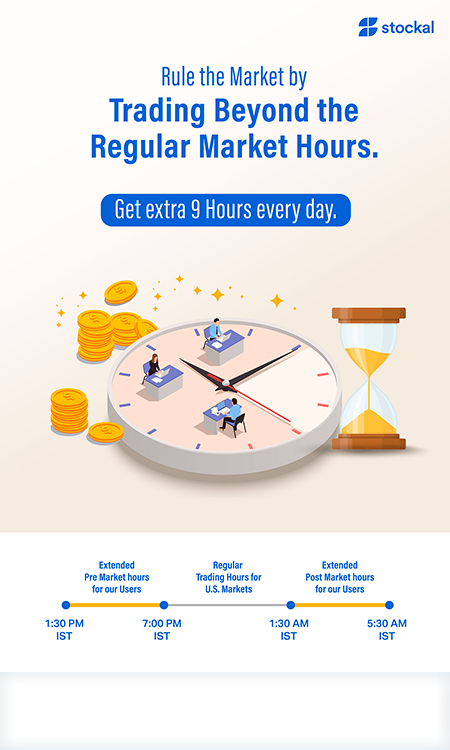 stockal
Rule the Market by
Trading Beyond the
Regular Market Hours.
Get extra 9 Hours every day.
Extended
Pre Market hours
for our Users
Regular
Trading Hours for
U.S. Markets
Extended
Post Market hours
for our Users
1:30 PM
IST
7:00 PM
IST
1:30 AM
IST
5:30 AM
IST